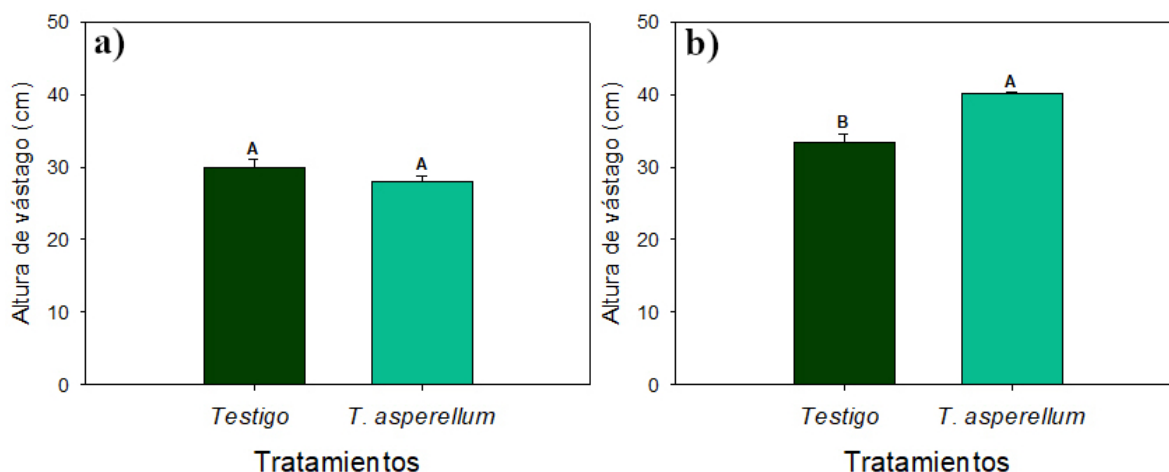 a)
Altura de vástago (cm)
50
40
30
20
10
0
A
A
Testigo
T. asperellum
Tratamientos
b)
Altura de vástago (cm)
50
40
30
20
10
0
B
A
Testigo
T. asperellum
Tratamientos